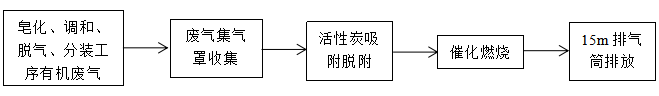 皂化、调和、
脱气、分装工
序有机废气
废气集气
罩收集
活性炭吸
附脱附
催化燃烧
15m 排气
筒排放